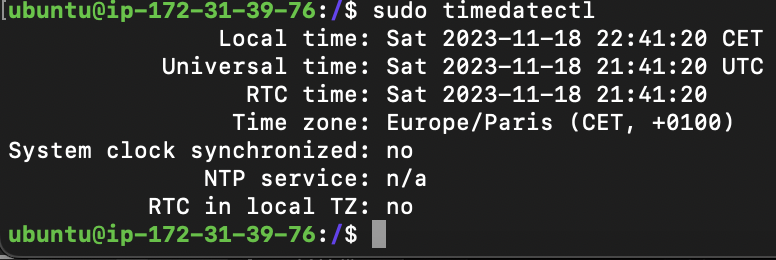 [ubuntu@ip-172-31-39-76:/$ sudo timedatectl
Local time: Sat 2023-11-18 22:41:20 CET
Universal time: Sat 2023-11-18 21:41:20 UTC
RTC time: Sat 2023-11-18 21:41:20
Time zone: Europe/Paris (CET, +0100)
System clock synchronized: no
NTP service: n/a
RTC in local TZ: no
ubuntu@ip-172-31-39-76:/$